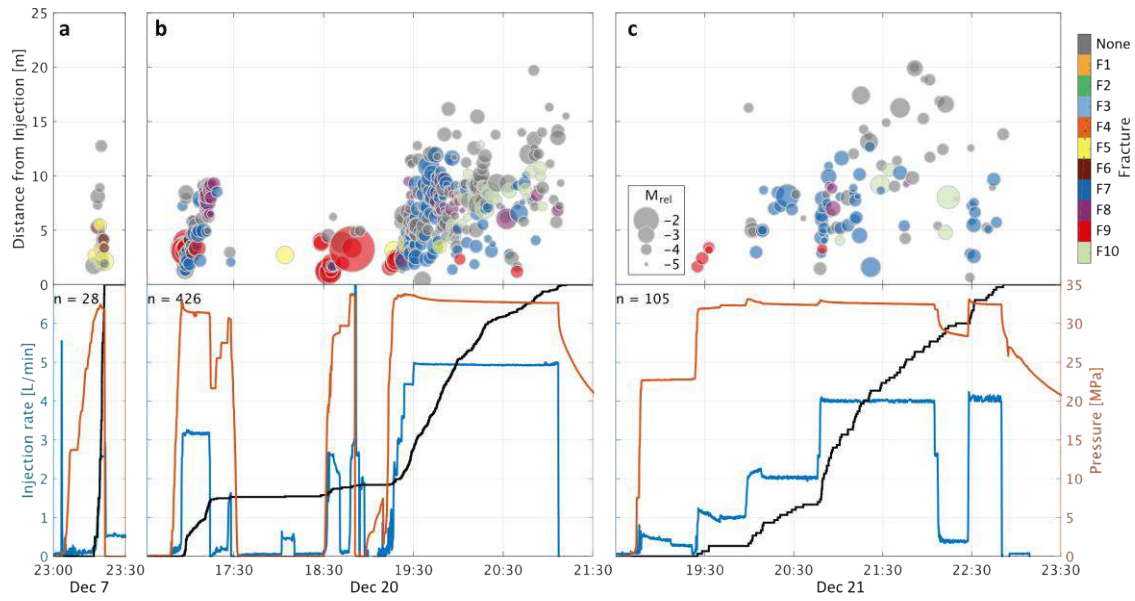 a
b
c
25
20
15
10
5
0
Distance from Injection [m]
M_rel
−2
−3
−4
−5
None
F1
F2
F3
F4
F5
F6
F7
F8
F9
F10
Fracture
n = 28
n = 426
n = 105
6
5
4
3
2
1
0
Injection rate [L/min]
35
30
25
20
15
10
5
0
Pressure [MPa]
23:00
23:30
17:30
18:30
19:30
20:30
21:30
19:30
20:30
21:30
22:30
23:30
Dec 7
Dec 20
Dec 21